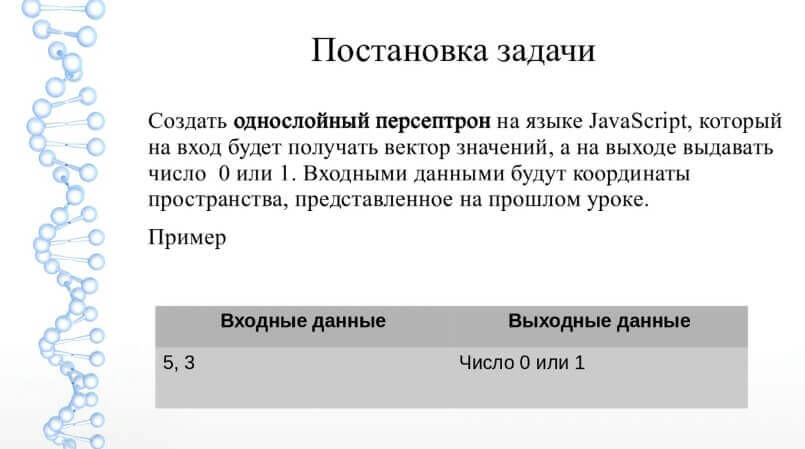 Постановка задачи
Создать однослойный персептрон на языке JavaScript, который
на вход будет получать вектор значений, а на выходе выдавать
число 0 или 1. Входными данными будут координаты
пространства, представленное на прошлом уроке.
Пример
Входные данные Выходные данные
5, 3 Число 0 или 1